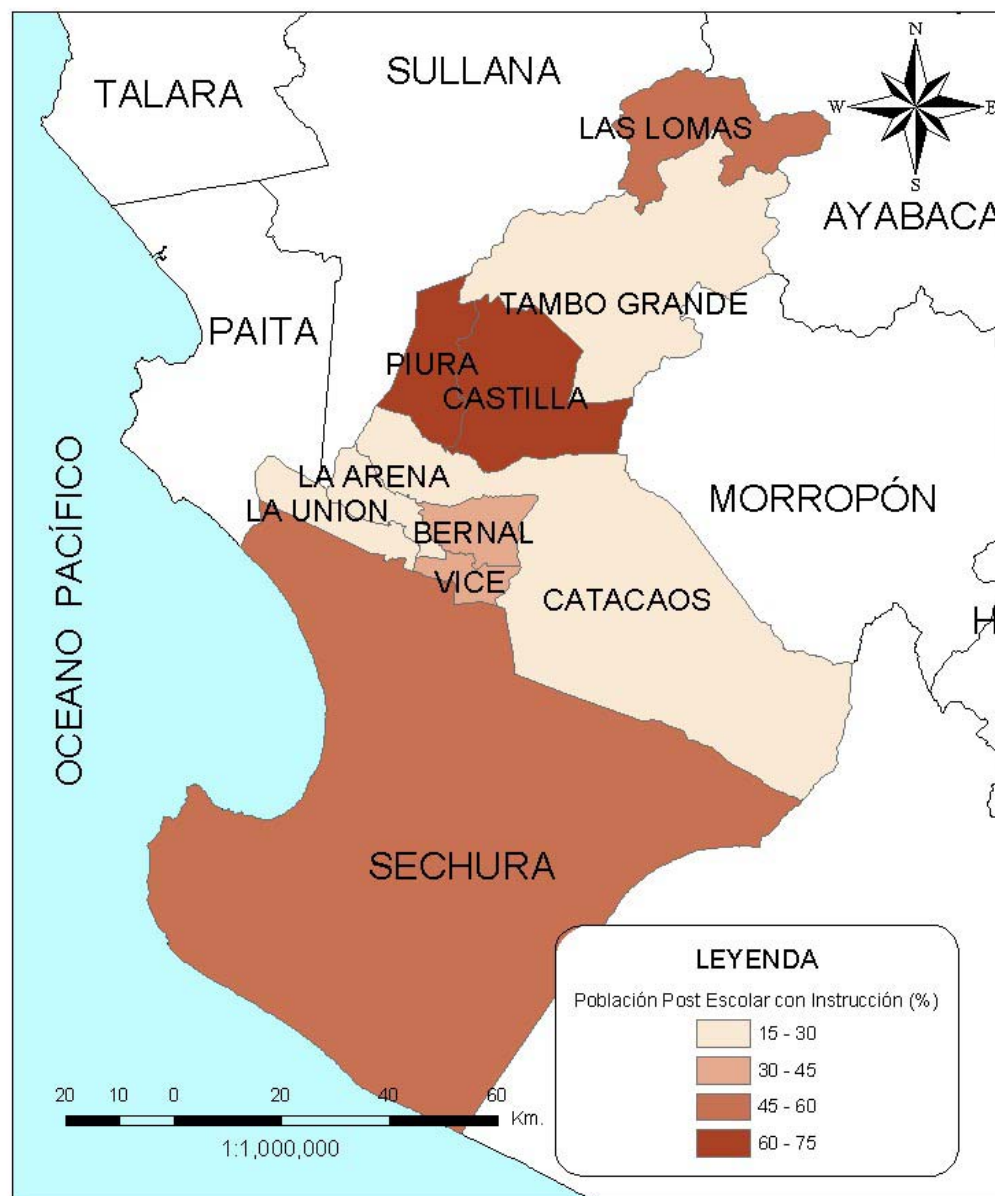 TALARA
SULLANA
N
W
E
S
LAS LOMAS
AYABACA
PAITA
TAMBO GRANDE
PIURA
CASTILLA
LA ARENA
LA UNION
BERNAL
VICE
CATACAOS
MORROPÓN
H
OCEANO PACÍFICO
SECHURA
LEYENDA
Población Post Escolar con Instrucción (%)
15 - 30
30 - 45
45 - 60
60 - 75
20 10 0 20 40 60
Km.
1:1,000,000